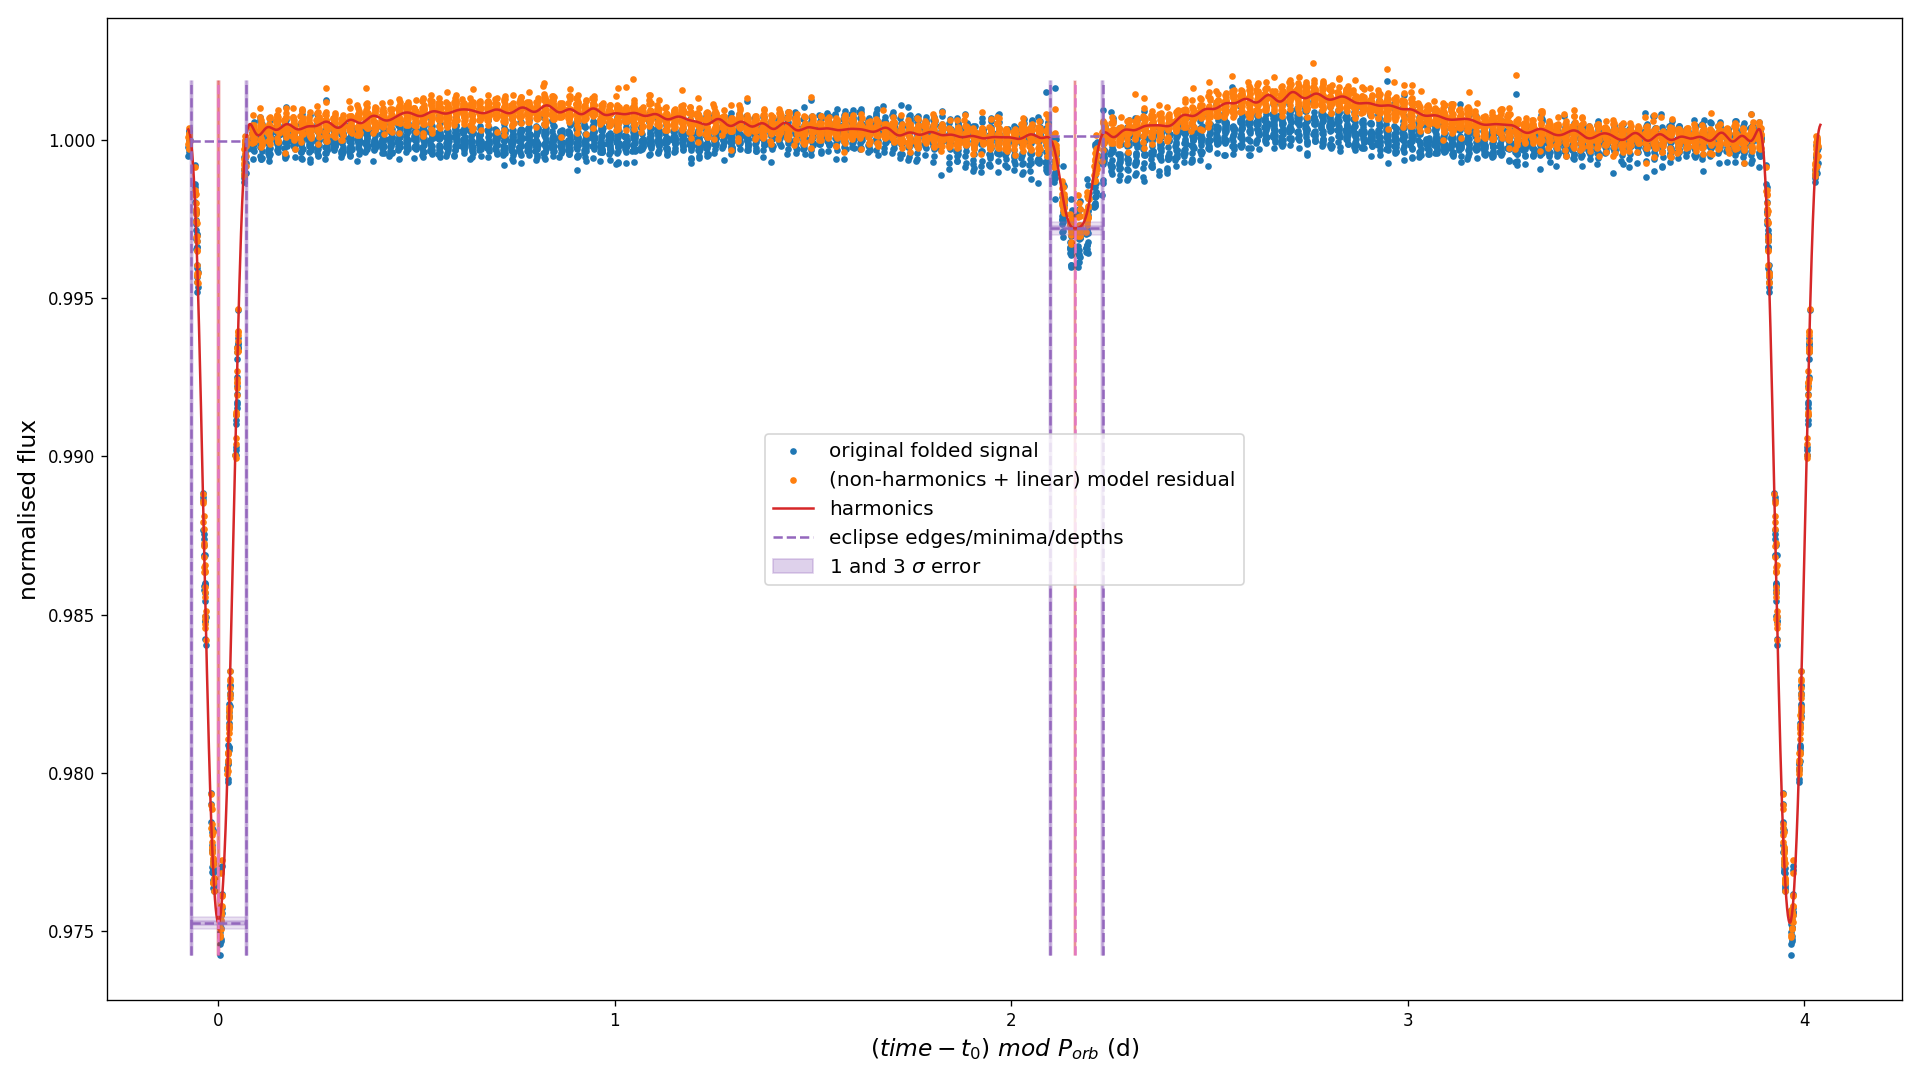 normalised flux
1.000
0.995
0.990
0.985
0.980
0.975
original folded signal
(non-harmonics + linear) model residual
harmonics
eclipse edges/minima/depths
1 and 3 σ error
0
1
2
3
4
(time − t₀) mod Pₒᵣb (d)